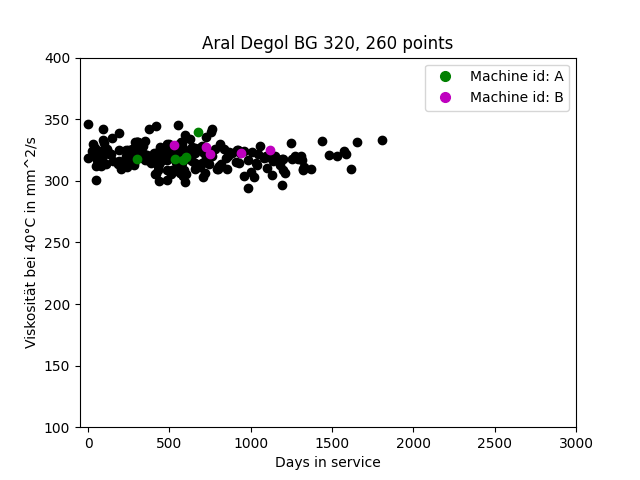 Aral Degol BG 320, 260 points
Machine id: A
Machine id: B
Viskosität bei 40°C in mm^2/s
400
350
300
250
200
150
100
0 500 1000 1500 2000 2500 3000
Days in service